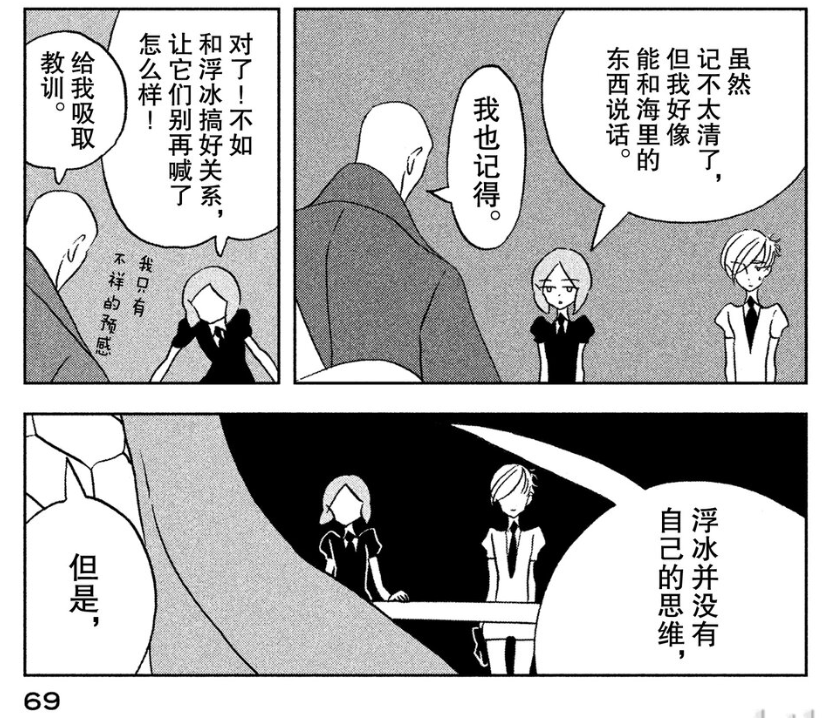 虽然
记不太清了，
但我好像
能和海里的
东西说话。
我也记得。
对了！不如
和浮冰搞好关系，
让它们别再喊了
怎么样！
我只有
不祥的预感
给我吸取
教训。
浮冰并没有
自己的思维，
但是，
69